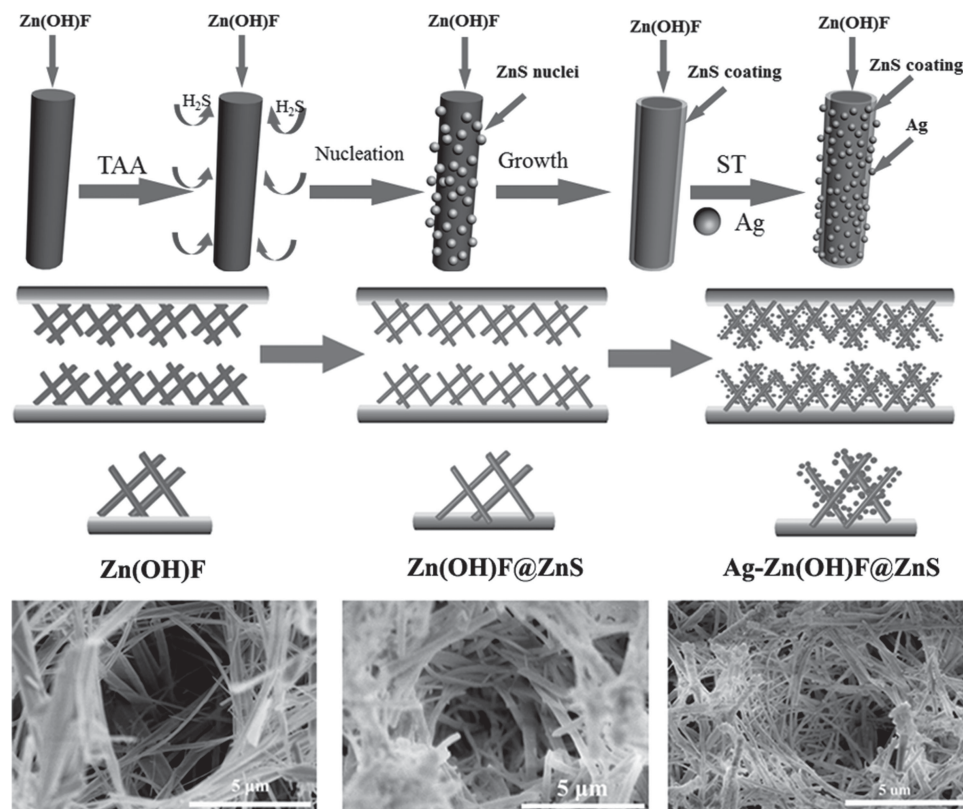 Zn(OH)F
Zn(OH)F
Zn(OH)F
Zn(OH)F
Zn(OH)F
ZnS nuclei
ZnS coating
ZnS coating
H₂S
H₂S
Ag
TAA
Nucleation
Growth
ST
Ag
Zn(OH)F
Zn(OH)F@ZnS
Ag-Zn(OH)F@ZnS
5 μm
5 μm
5 μm